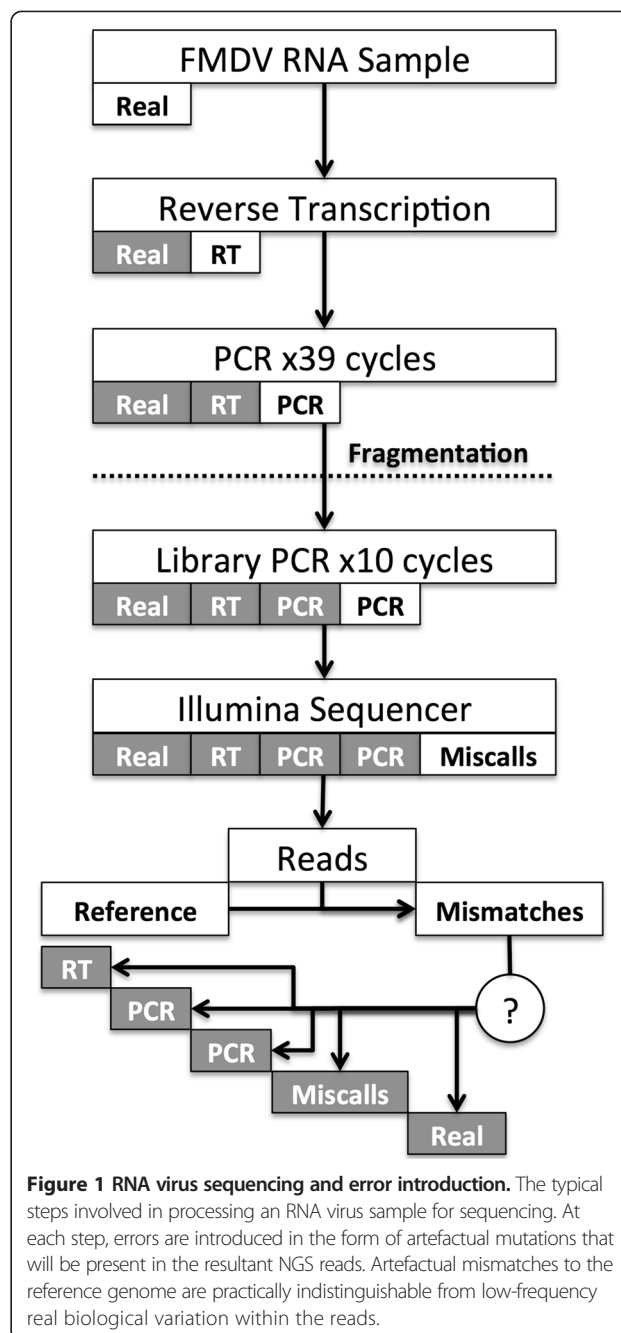 FMDV RNA Sample
Real
Reverse Transcription
Real RT
PCR x39 cycles
Real RT PCR
Fragmentation
Library PCR x10 cycles
Real RT PCR PCR
Illumina Sequencer
Real RT PCR PCR Miscalls
Reads
Reference Mismatches
RT
?
PCR
PCR
Miscalls
Real
Figure 1 RNA virus sequencing and error introduction. The typical
steps involved in processing an RNA virus sample for sequencing. At
each step, errors are introduced in the form of artefactual mutations that
will be present in the resultant NGS reads. Artefactual mismatches to the
reference genome are practically indistinguishable from low-frequency
real biological variation within the reads.